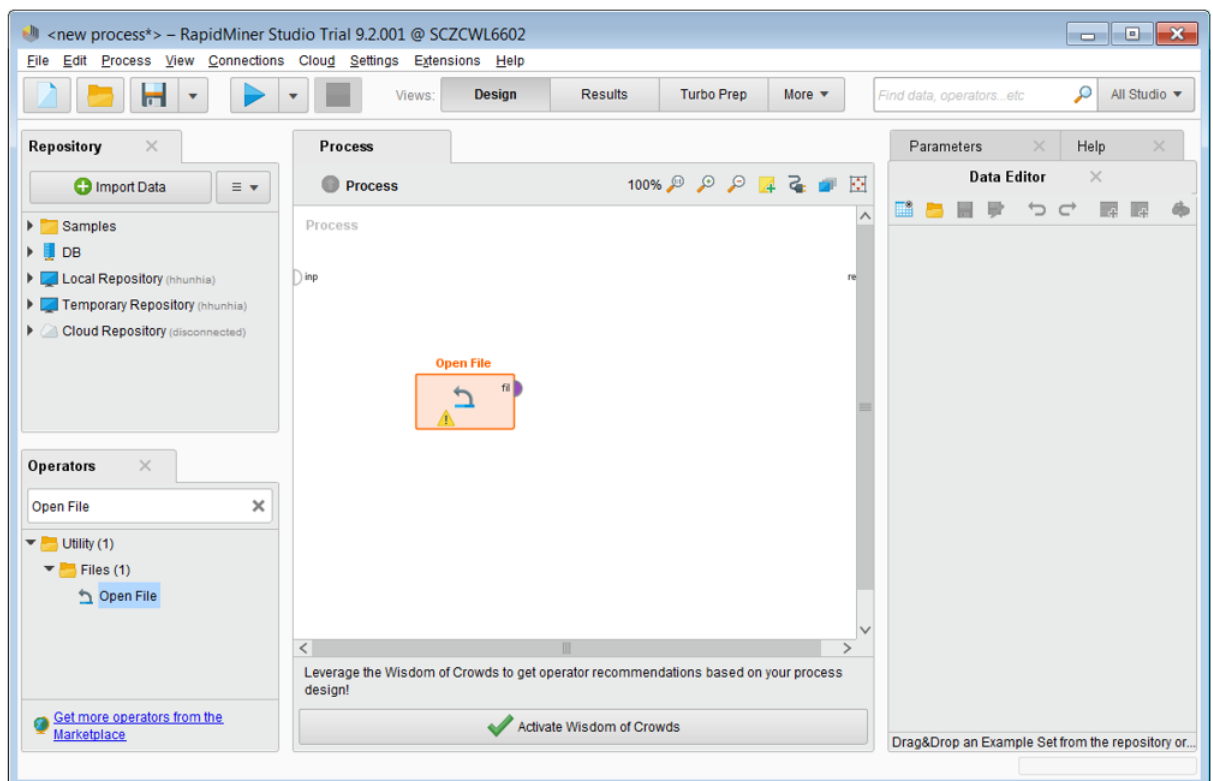 <new process*> – RapidMiner Studio Trial 9.2.001 @ SCZCWL6602
File Edit Process View Connections Cloud Settings Extensions Help
Views: Design Results Turbo Prep More
Find data, operators...etc All Studio
Repository
Import Data
Samples
DB
Local Repository (hhunhia)
Temporary Repository (hhunhia)
Cloud Repository (disconnected)
Operators
Open File
Utility (1)
Files (1)
Open File
Get more operators from the
Marketplace
Process
Process
100%
Process
inp
re
Open File
fil
Leverage the Wisdom of Crowds to get operator recommendations based on your process
design!
Activate Wisdom of Crowds
Parameters Help
Data Editor
Drag&Drop an Example Set from the repository or...